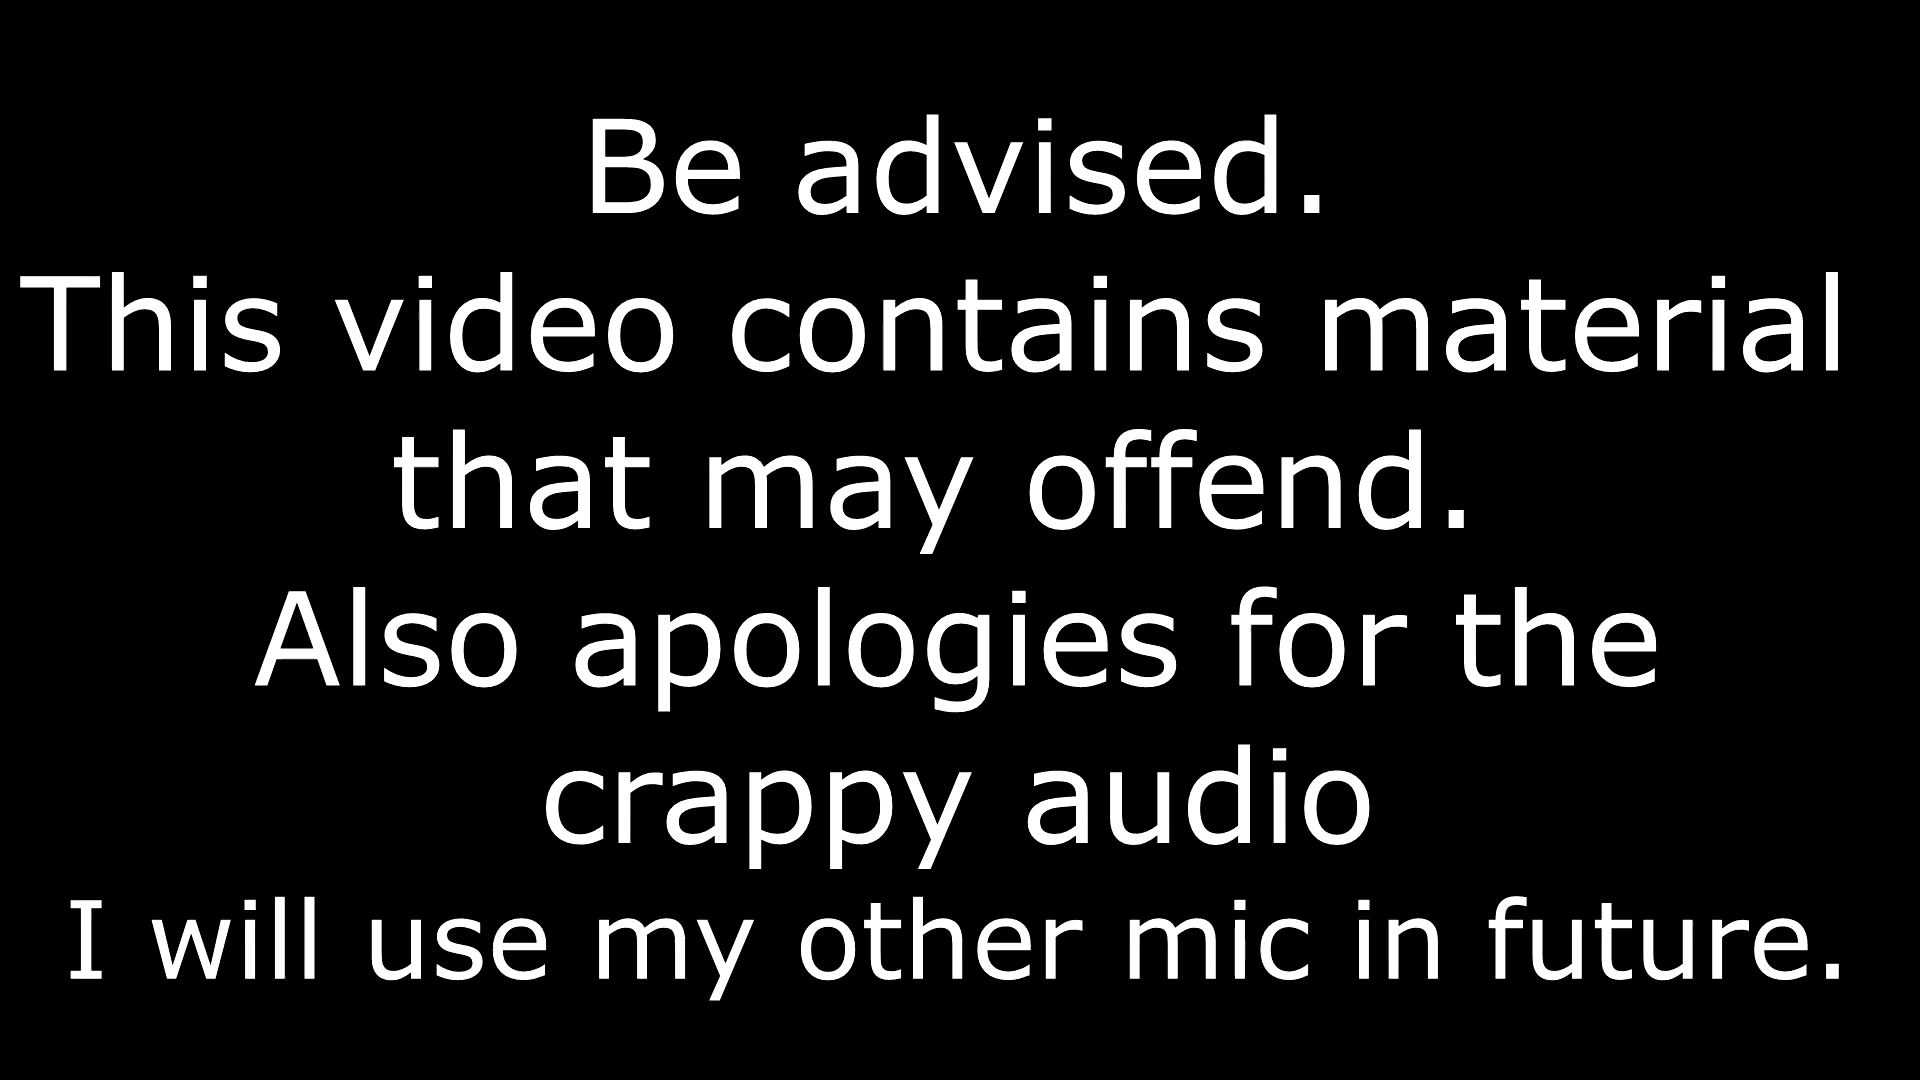 Be advised.
This video contains material
that may offend.
Also apologies for the
crappy audio
I will use my other mic in future.